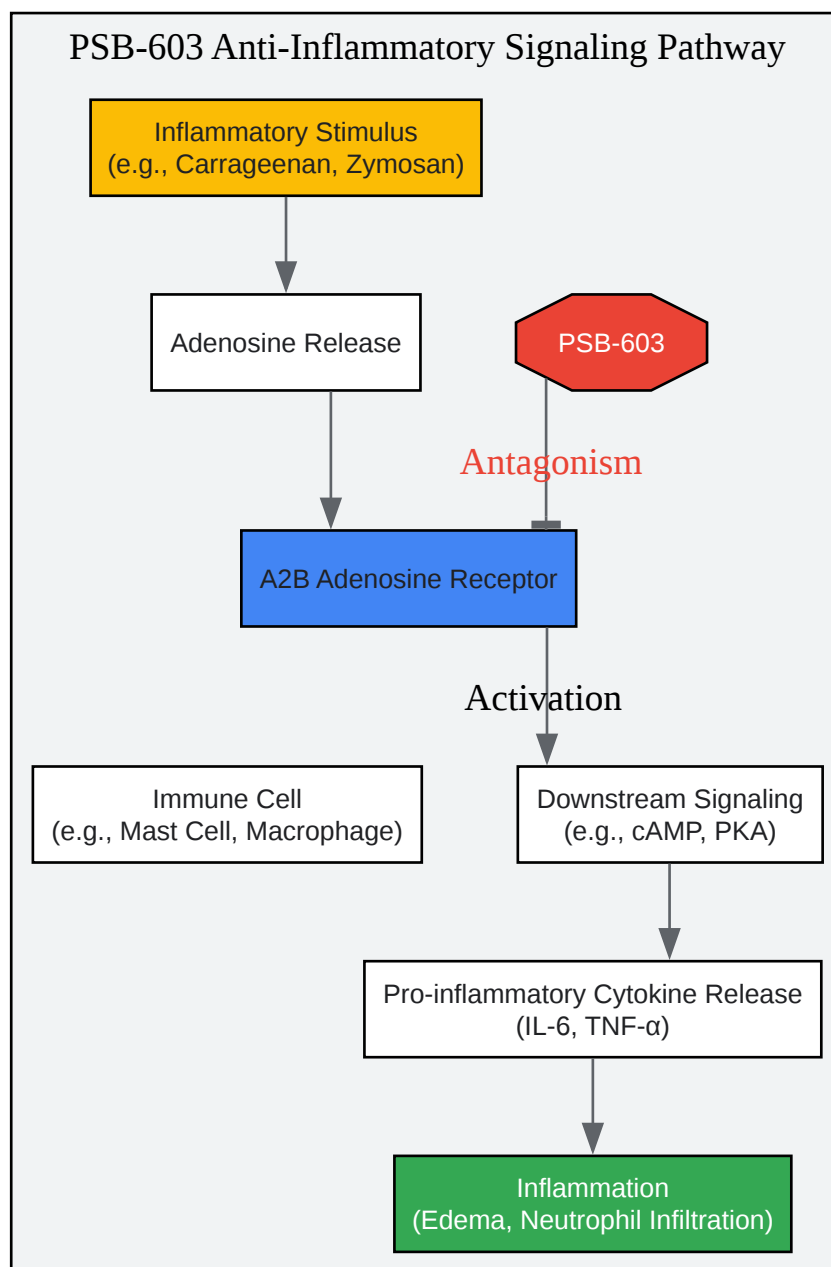 PSB-603 Anti-Inflammatory Signaling Pathway
Inflammatory Stimulus
(e.g., Carrageenan, Zymosan)
Adenosine Release
PSB-603
Antagonism
A2B Adenosine Receptor
Activation
Immune Cell
(e.g., Mast Cell, Macrophage)
Downstream Signaling
(e.g., cAMP, PKA)
Pro-inflammatory Cytokine Release
(IL-6, TNF-α)
Inflammation
(Edema, Neutrophil Infiltration)